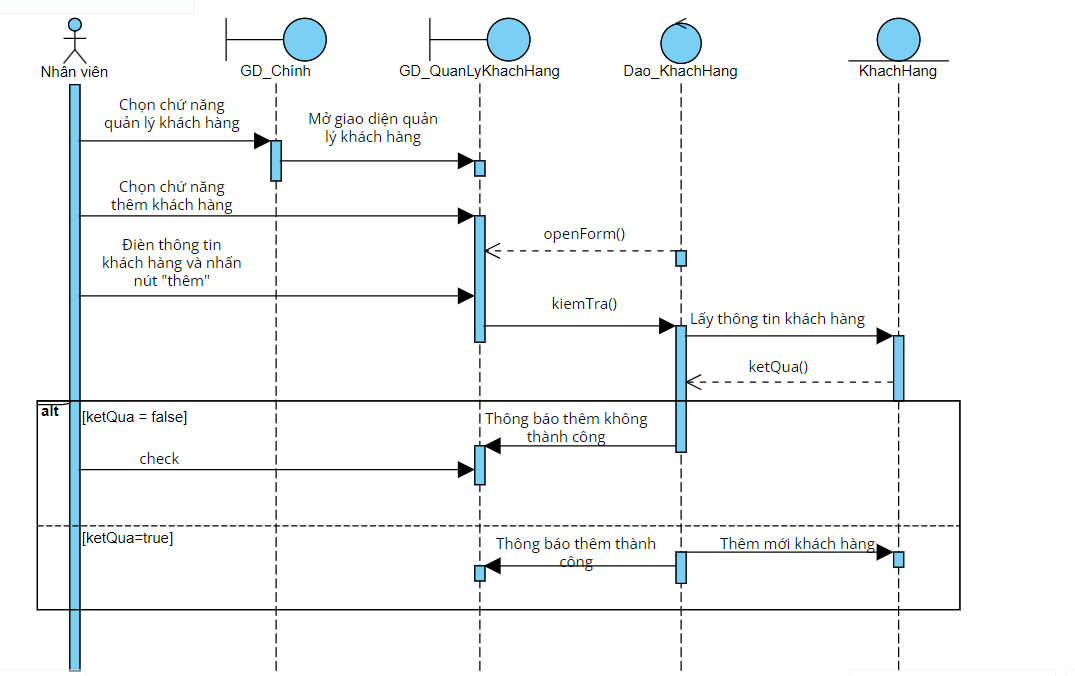 Nhân viên
GD_Chính
GD_QuanLyKhachHang
Dao_KhachHang
KhachHang
Chọn chứ năng
quản lý khách hàng
Mở giao diện quản
lý khách hàng
Chọn chứ năng
thêm khách hàng
openForm()
Đièn thông tin
khách hàng và nhấn
nút "thêm"
kiemTra()
Lấy thông tin khách hàng
ketQua()
alt
[ketQua = false]
Thông báo thêm không
thành công
check
[ketQua=true]
Thông báo thêm thành
công
Thêm mới khách hàng